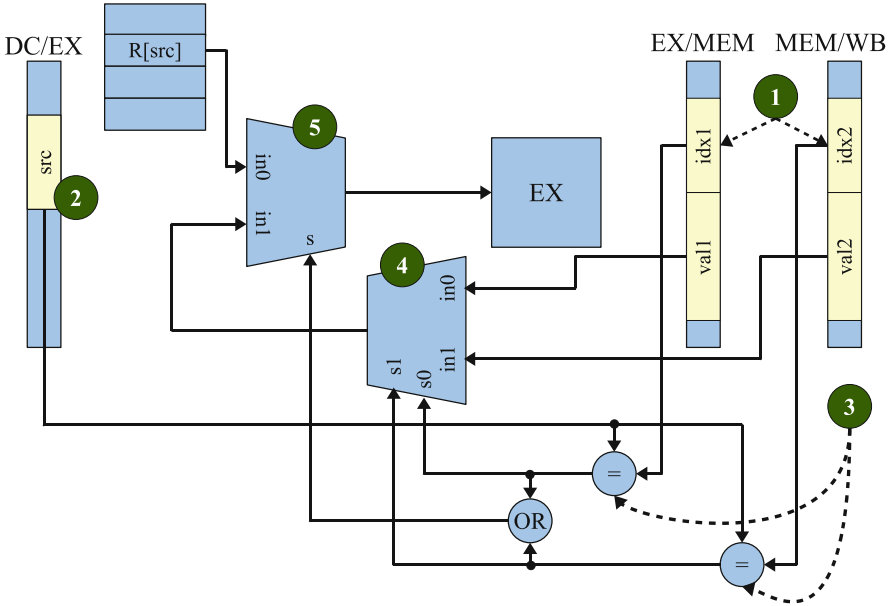 DC/EX
R[src]
EX/MEM
MEM/WB
1
5
src
in0
idx1
idx2
2
EX
in1
s
4
in0
val1
val2
s1
s0
in1
3
=
OR
=